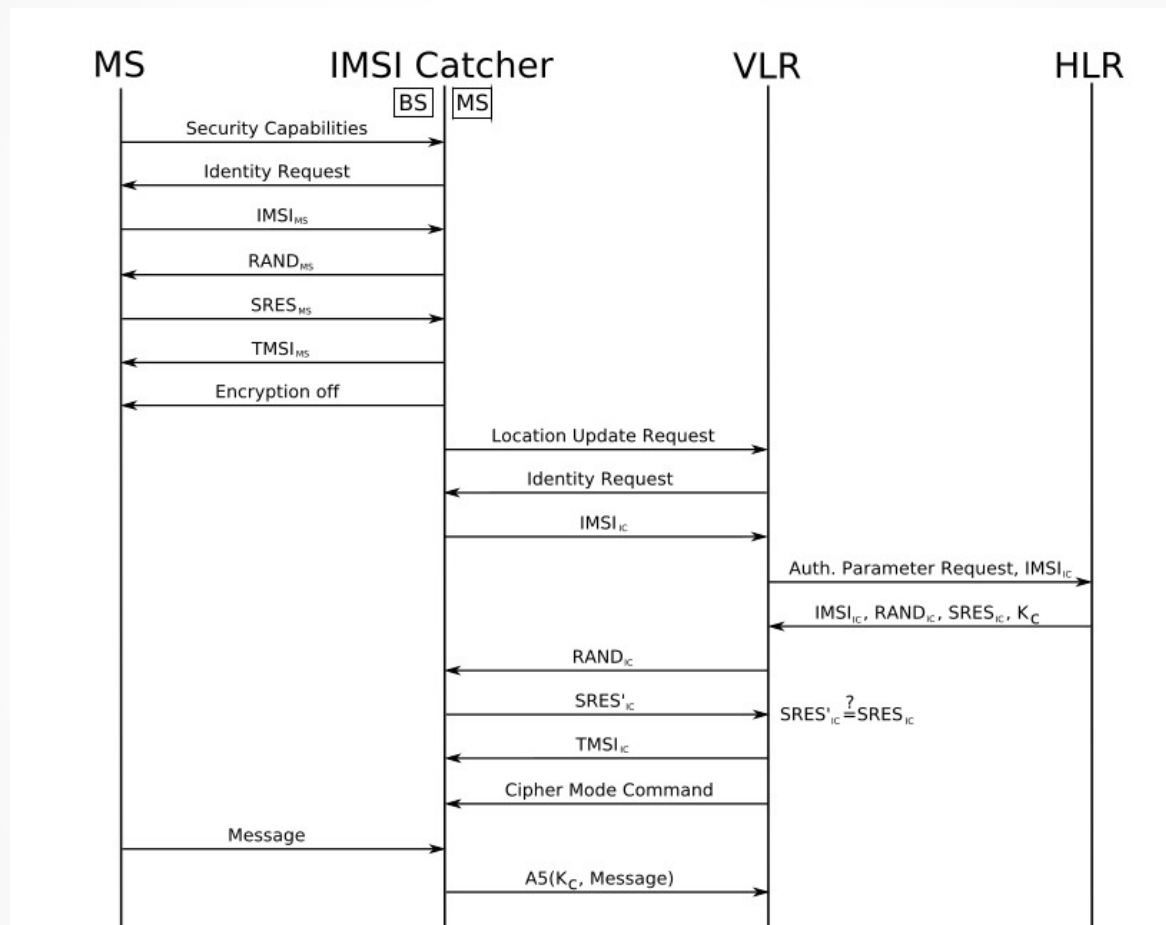 MS IMSI Catcher VLR HLR
BS MS
Security Capabilities
Identity Request
IMSI_MS
RAND_MS
SRES_MS
TMSI_MS
Encryption off
Location Update Request
Identity Request
IMSI_IC
Auth. Parameter Request, IMSI_IC
IMSI_IC, RAND_IC, SRES_IC, K_C
RAND_IC
SRES'_IC SRES'_IC ?= SRES_IC
TMSI_IC
Cipher Mode Command
Message
A5(K_C, Message)